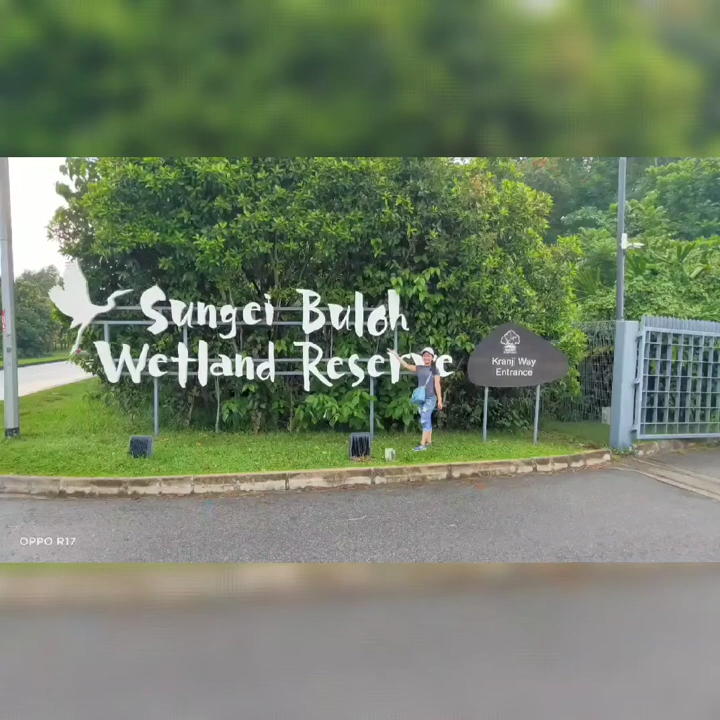 Sungei Buloh
Wetland Reserve
Kranji Way
Entrance
OPPO R17